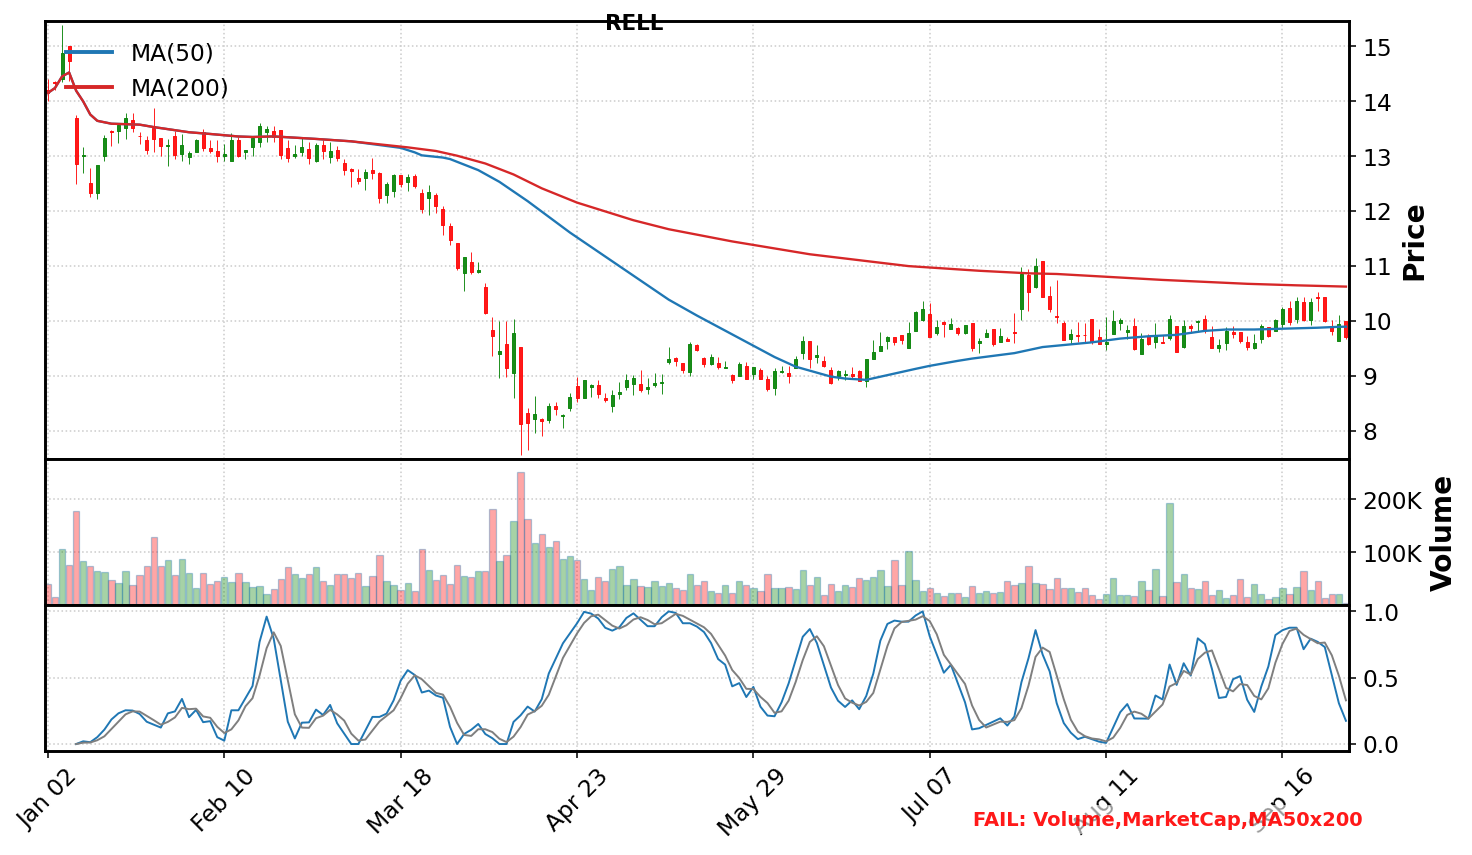 RELL
MA(50)
MA(200)
15
14
13
12
11
10
9
8
Price
200K
100K
Volume
1.0
0.5
0.0
Jan 02
Feb 10
Mar 18
Apr 23
May 29
Jul 07
Aug 11
Sep 16
FAIL: Volume,MarketCap,MA50x200